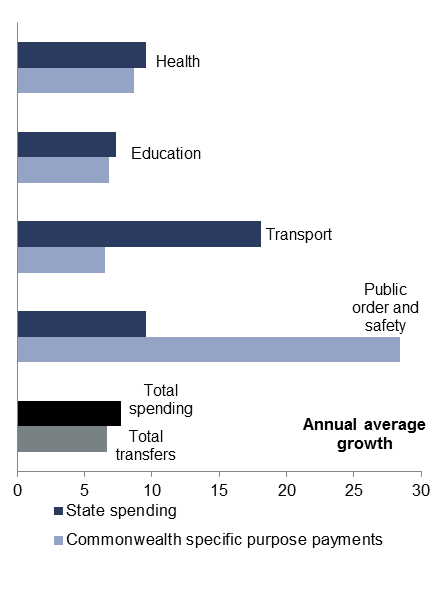 Health
Education
Transport
Public
order and
safety
Total
spending
Total
transfers
Annual average
growth
0 5 10 15 20 25 30
State spending
Commonwealth specific purpose payments